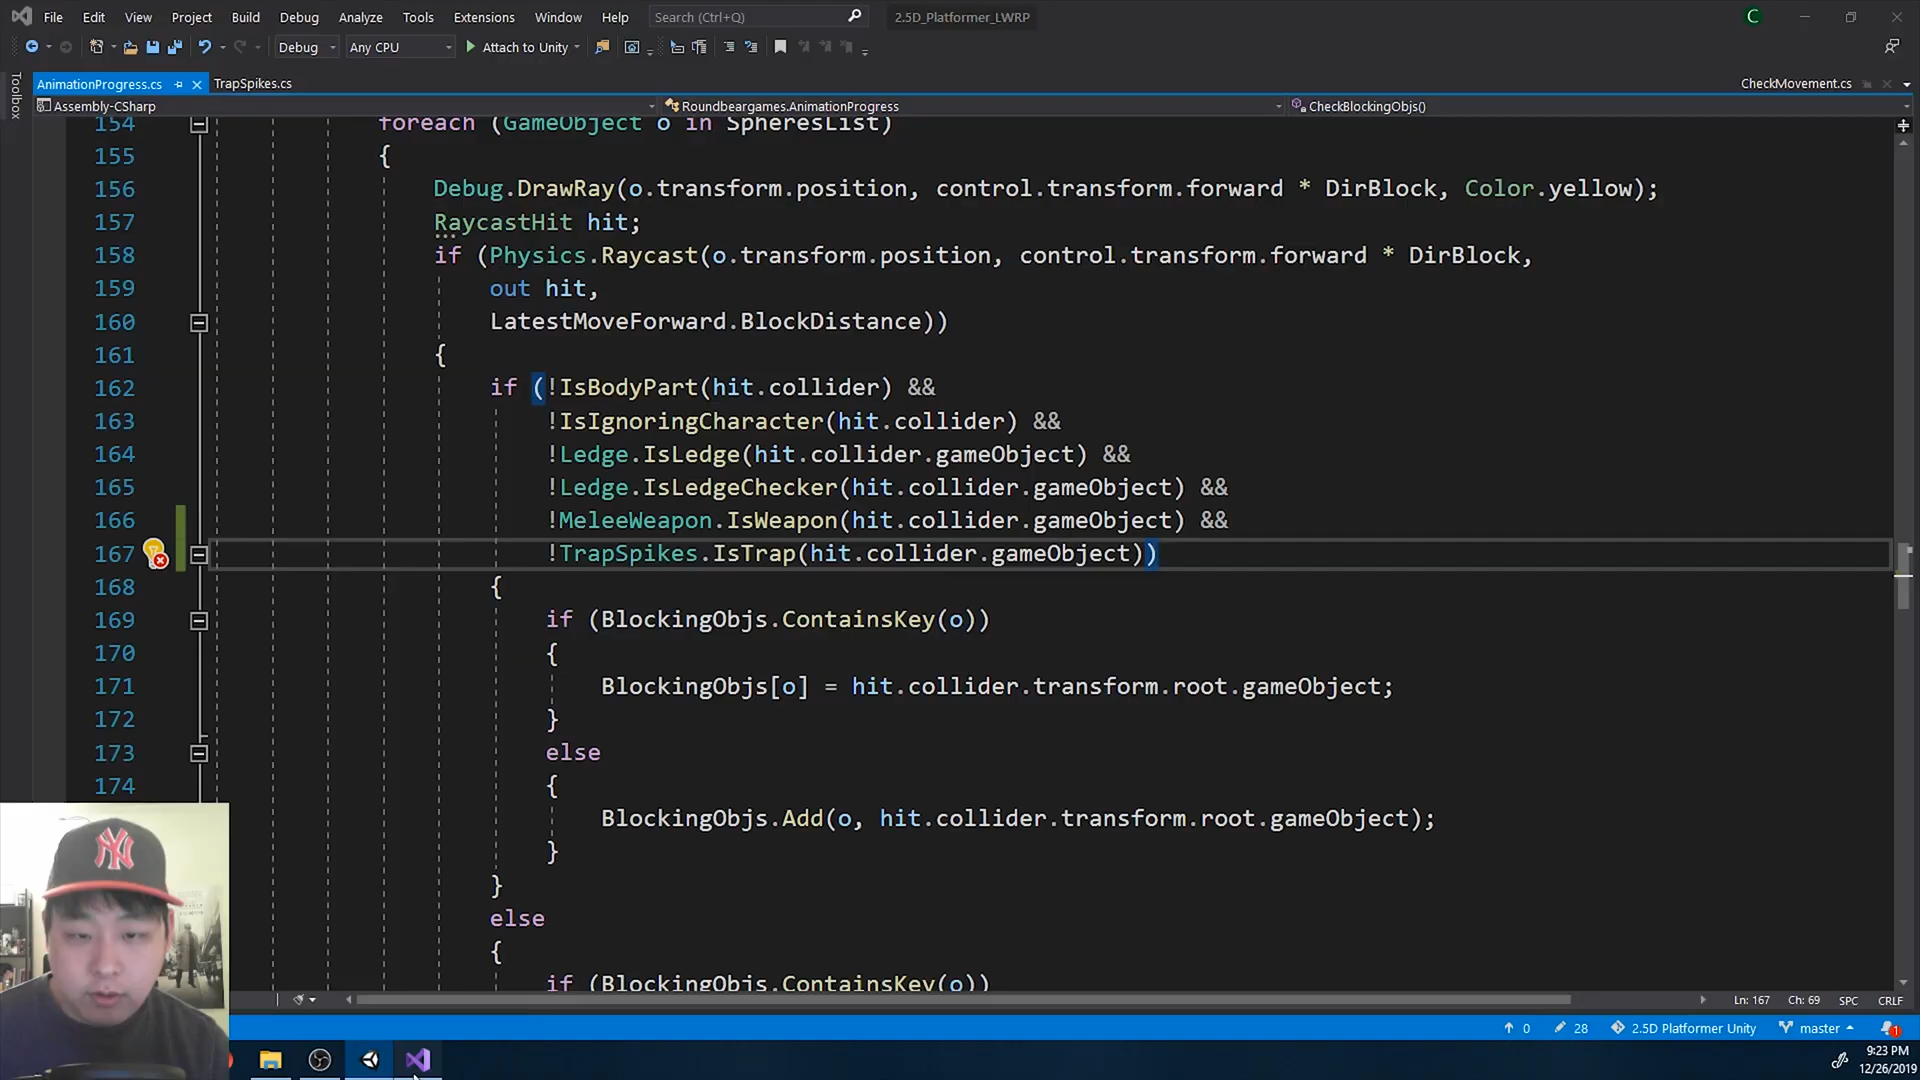 File Edit View Project Build Debug Analyze Tools Extensions Window Help Search (Ctrl+Q) 2.5D_Platformer_LWRP C
Debug Any CPU Attach to Unity
AnimationProgress.cs TrapSpikes.cs CheckMovement.cs
Toolbox
Assembly-CSharp Roundbeargames.AnimationProgress CheckBlockingObjs()
154 foreach (GameObject o in SpheresList)
155 {
156 Debug.DrawRay(o.transform.position, control.transform.forward * DirBlock, Color.yellow);
157 RaycastHit hit;
158 if (Physics.Raycast(o.transform.position, control.transform.forward * DirBlock,
159 out hit,
160 LatestMoveForward.BlockDistance))
161 {
162 if (!IsBodyPart(hit.collider) &&
163 !IsIgnoringCharacter(hit.collider) &&
164 !Ledge.IsLedge(hit.collider.gameObject) &&
165 !Ledge.IsLedgeChecker(hit.collider.gameObject) &&
166 !MeleeWeapon.IsWeapon(hit.collider.gameObject) &&
167 !TrapSpikes.IsTrap(hit.collider.gameObject))
168 {
169 if (BlockingObjs.ContainsKey(o))
170 {
171 BlockingObjs[o] = hit.collider.transform.root.gameObject;
172 }
173 else
174 {
BlockingObjs.Add(o, hit.collider.transform.root.gameObject);
}
}
else
{
if (BlockingObjs.ContainsKey(o))
Ln: 167 Ch: 69 SPC CRLF
0 28 2.5D Platformer Unity master 1
9:23 PM
12/26/2019